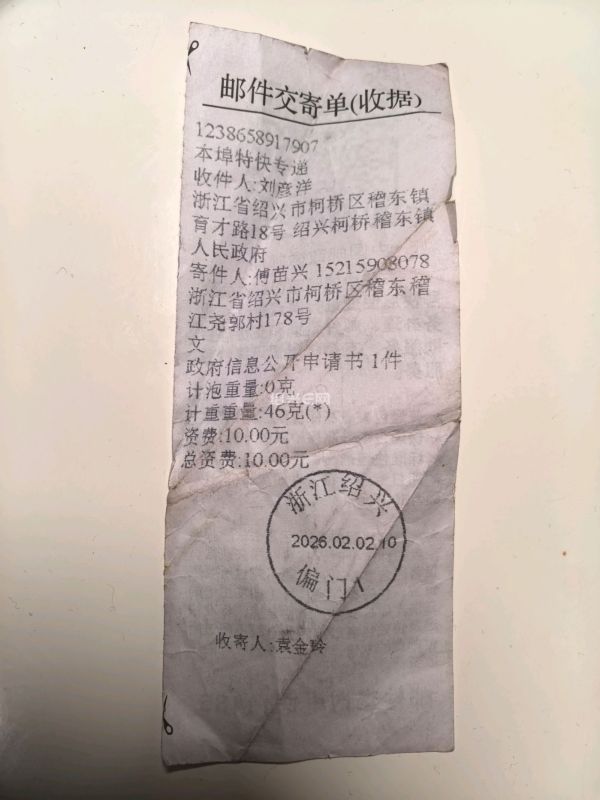 邮件交寄单(收据)
1238658917907
本埠特快专递
收件人:刘彦洋
浙江省绍兴市柯桥区稽东镇
育才路18号 绍兴柯桥稽东镇
人民政府
寄件人:傅苗兴 15215908078
浙江省绍兴市柯桥区稽东稽
江尧郭村178号
文
政府信息公开申请书 1件
计泡重量:0克
计重重量:46克(*)
资费:10.00元
总资费:10.00元
浙江绍兴
2026.02.02.10
偏门1
收寄人:袁金玲